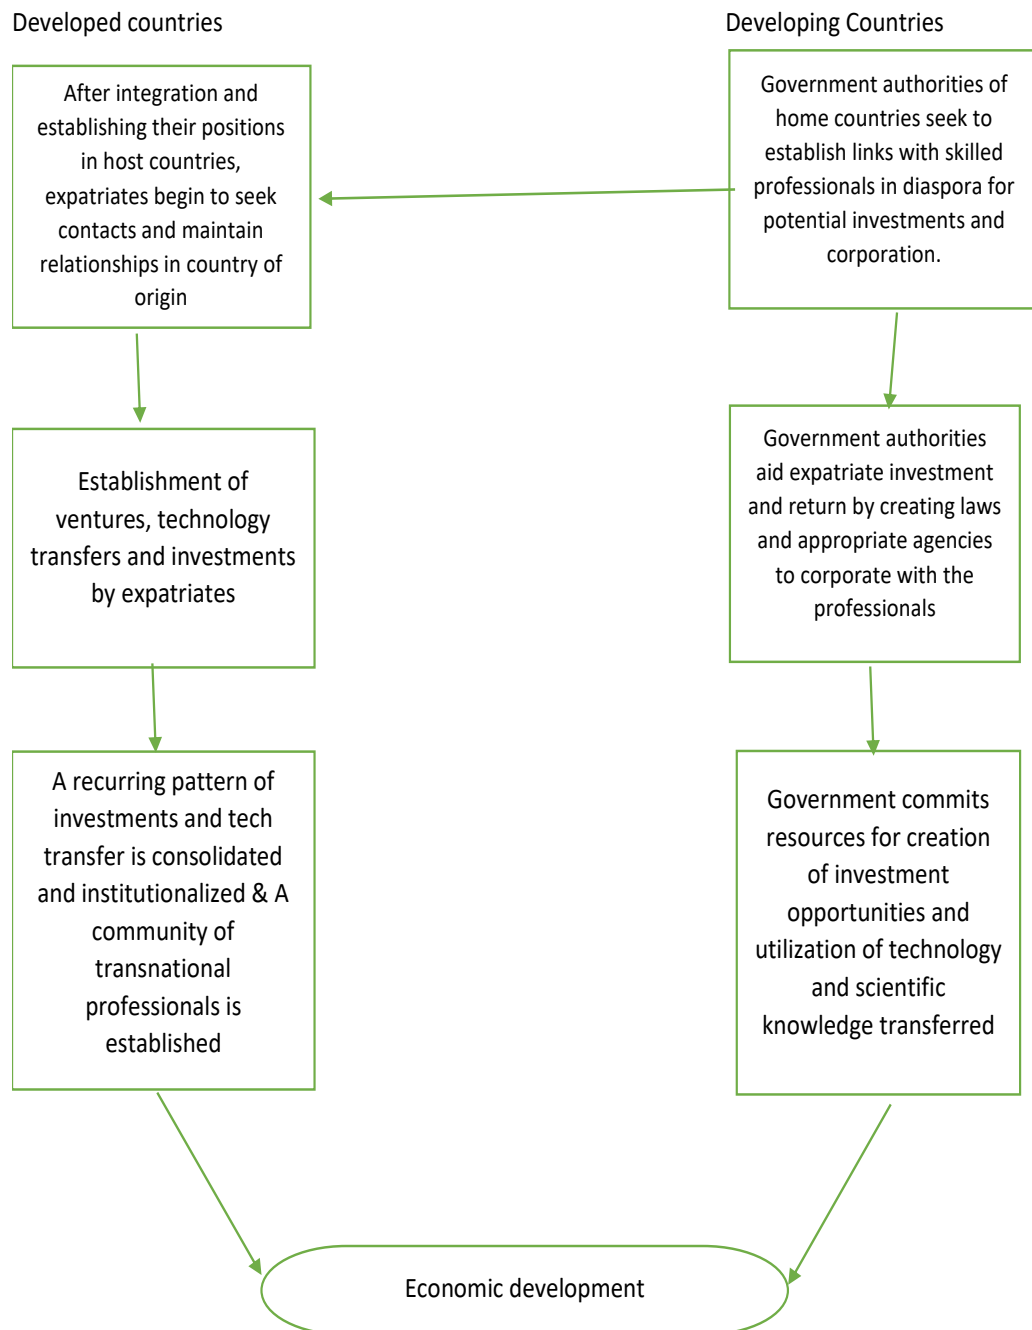 Developed countries
Developing Countries
After integration and
establishing their positions
in host countries,
expatriates begin to seek
contacts and maintain
relationships in country of
origin
Government authorities of
home countries seek to
establish links with skilled
professionals in diaspora for
potential investments and
corporation.
Establishment of
ventures, technology
transfers and investments
by expatriates
Government authorities
aid expatriate investment
and return by creating laws
and appropriate agencies
to corporate with the
professionals
A recurring pattern of
investments and tech
transfer is consolidated
and institutionalized & A
community of
transnational
professionals is
established
Government commits
resources for creation
of investment
opportunities and
utilization of technology
and scientific
knowledge transferred
Economic development